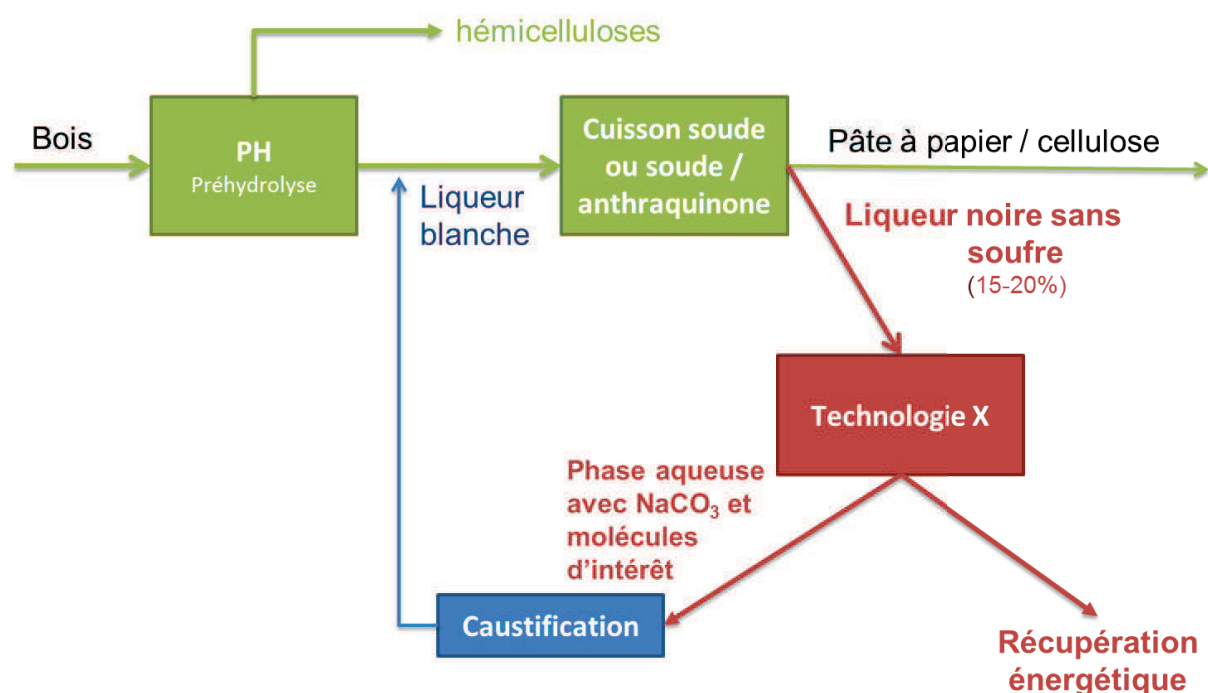 hémicelluloses
Bois
PH
Préhydrolyse
Liqueur
blanche
Cuisson soude
ou soude /
anthraquinone
Pâte à papier / cellulose
Liqueur noire sans
soufre
(15-20%)
Technologie X
Phase aqueuse
avec NaCO₃ et
molécules
d’intérêt
Caustification
Récupération
énergétique